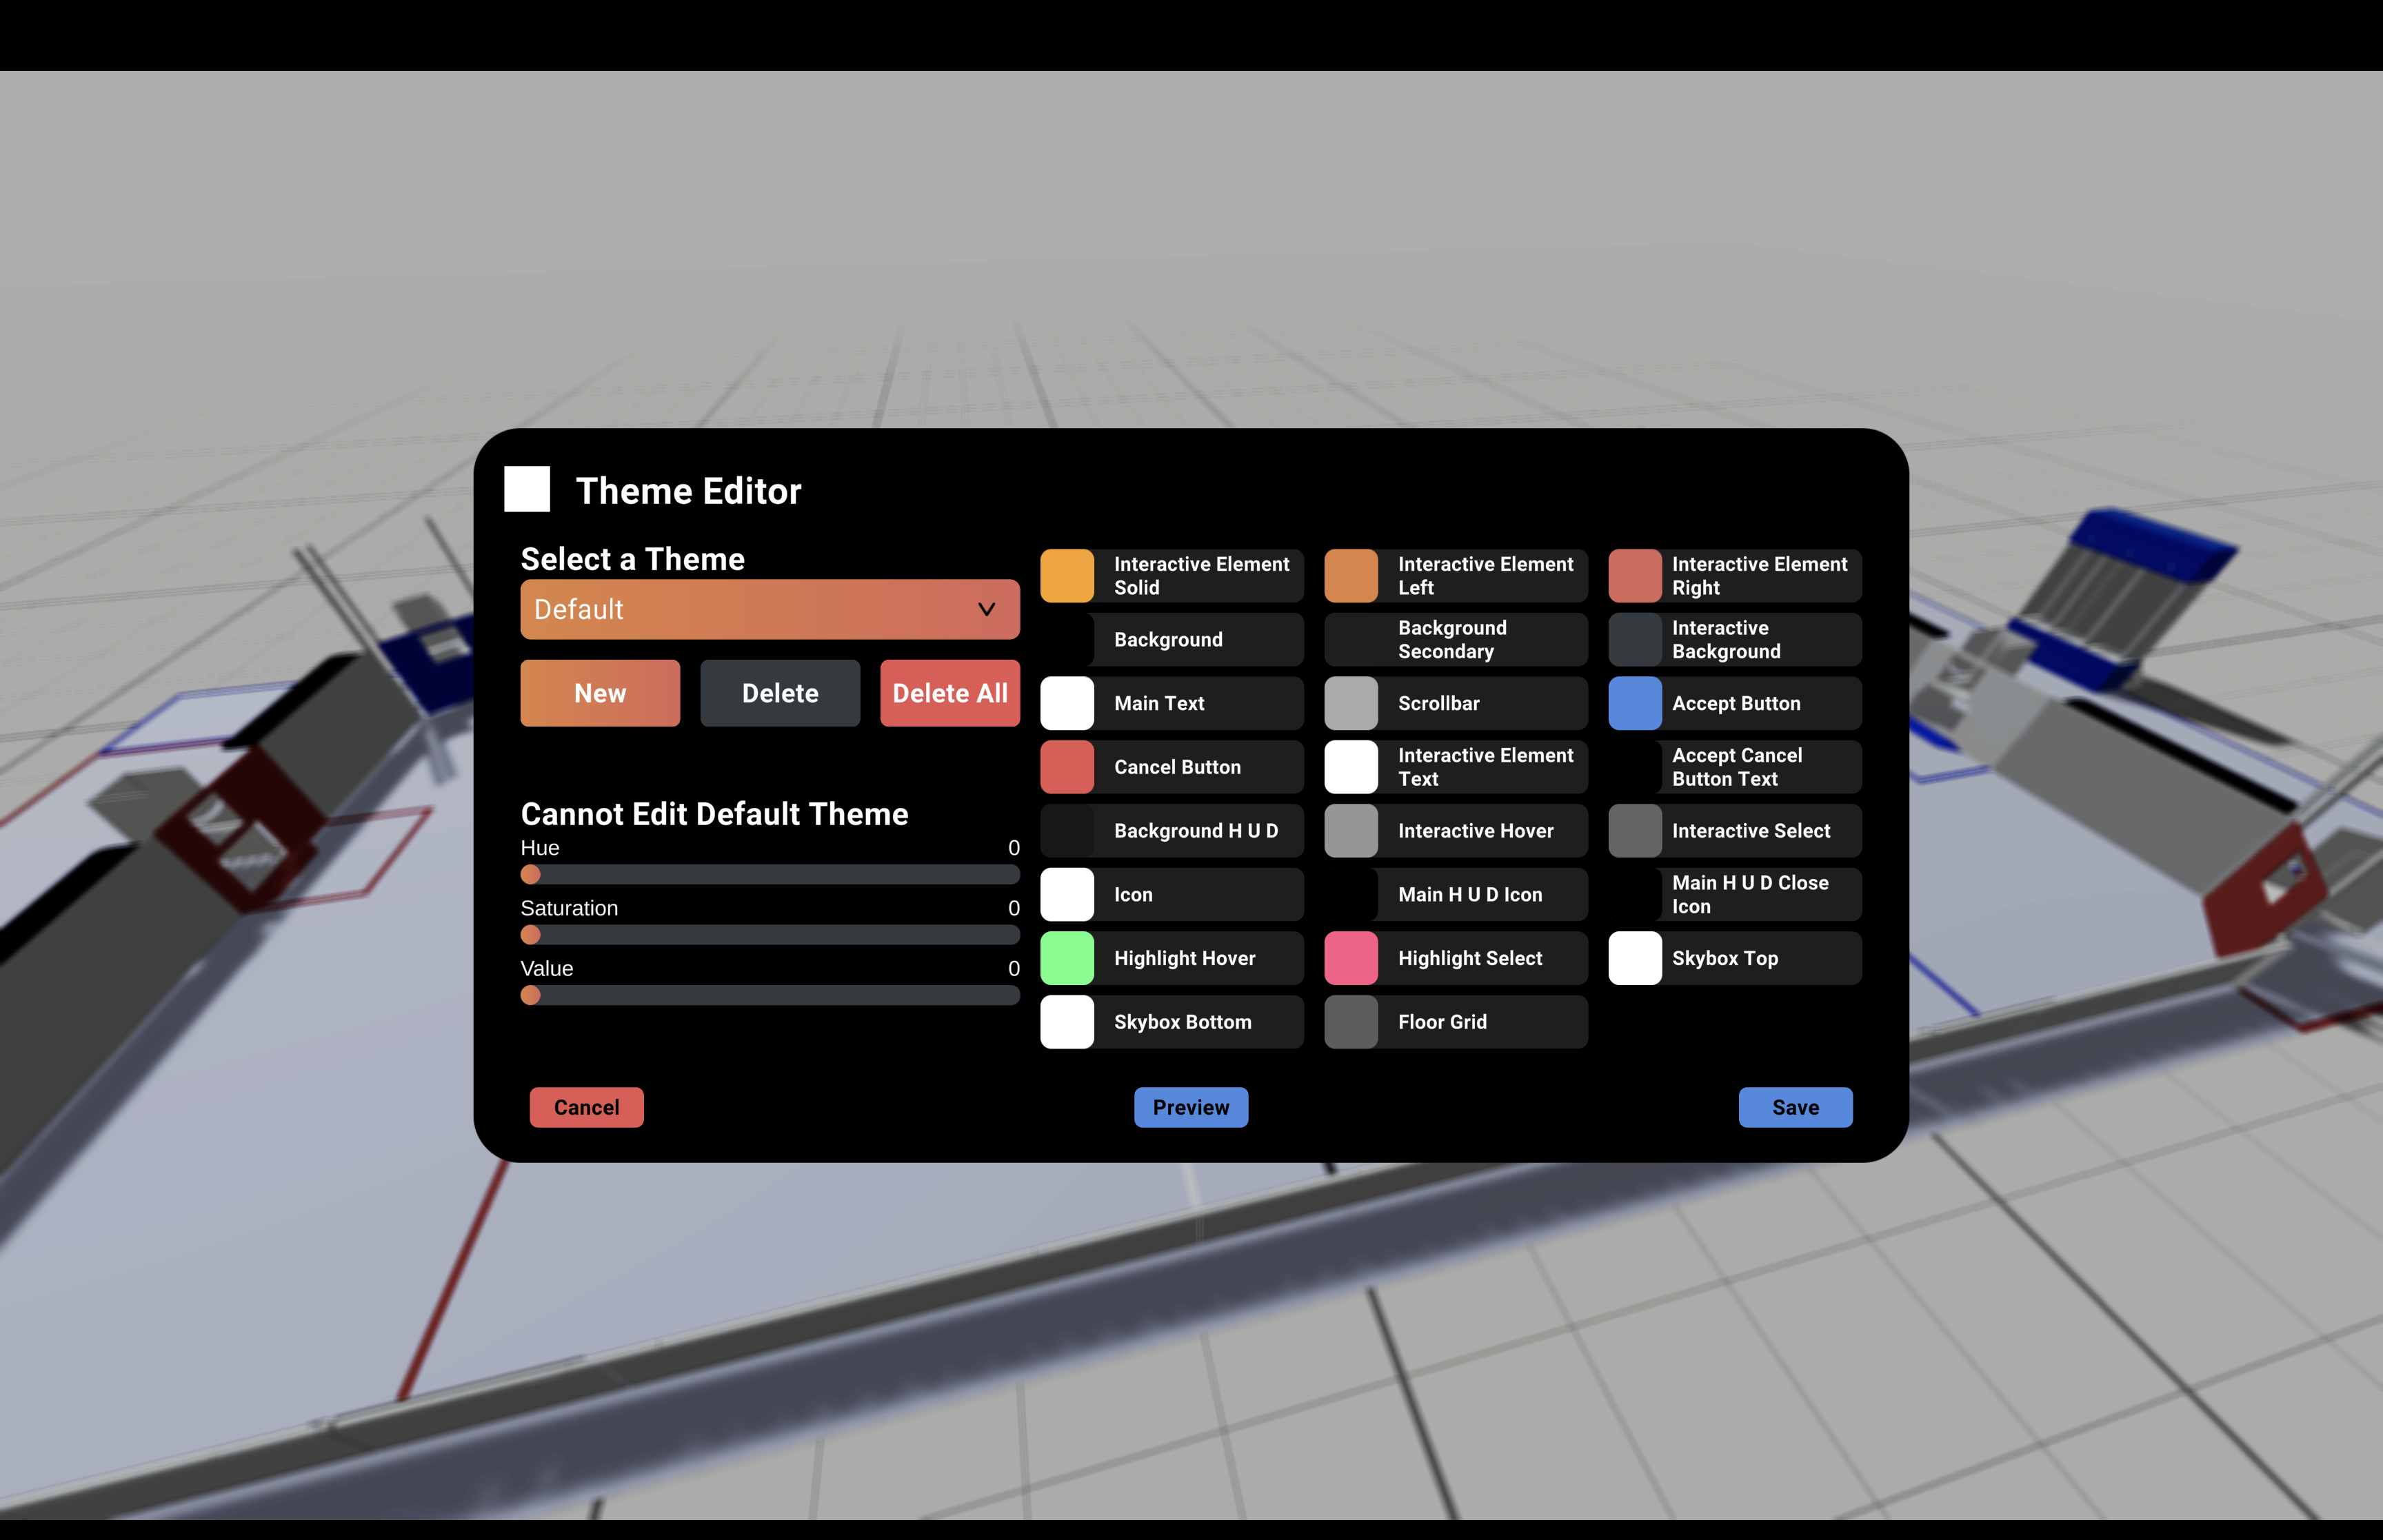 Theme Editor
Select a Theme
Default
New
Delete
Delete All
Cannot Edit Default Theme
Hue 0
Saturation 0
Value 0
Interactive Element
Solid
Interactive Element
Left
Interactive Element
Right
Background
Background
Secondary
Interactive
Background
Main Text
Scrollbar
Accept Button
Cancel Button
Interactive Element
Text
Accept Cancel
Button Text
Background H U D
Interactive Hover
Interactive Select
Icon
Main H U D Icon
Main H U D Close
Icon
Highlight Hover
Highlight Select
Skybox Top
Skybox Bottom
Floor Grid
Cancel
Preview
Save